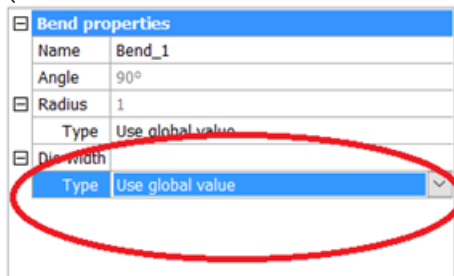 Bend properties
Name Bend_1
Angle 90°
Radius 1
Type Use global value
Die Width
Type Use global value